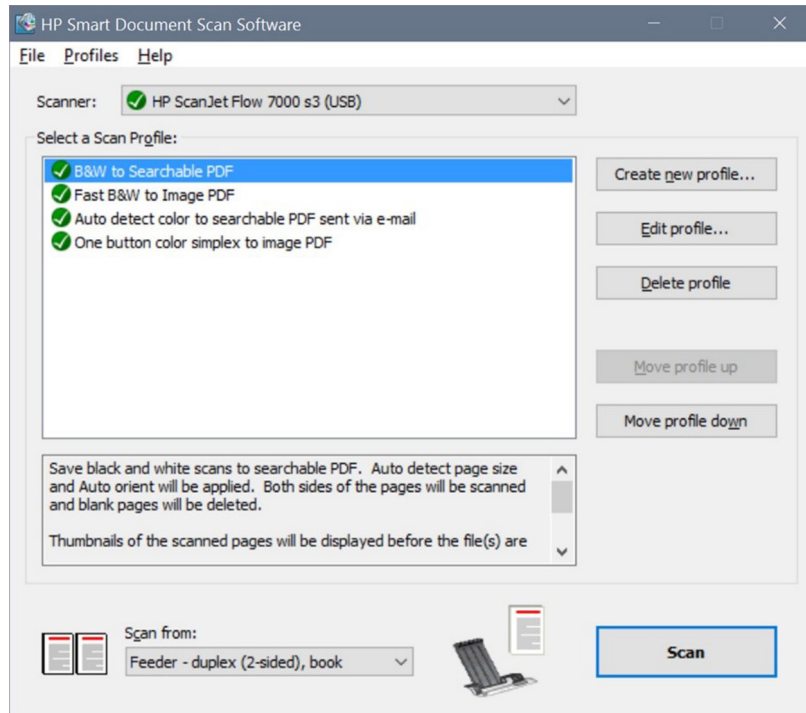 HP Smart Document Scan Software
File Profiles Help
Scanner: HP ScanJet Flow 7000 s3 (USB)
Select a Scan Profile:
B&W to Searchable PDF
Fast B&W to Image PDF
Auto detect color to searchable PDF sent via e-mail
One button color simplex to image PDF
Create new profile...
Edit profile...
Delete profile
Move profile up
Move profile down
Save black and white scans to searchable PDF. Auto detect page size
and Auto orient will be applied. Both sides of the pages will be scanned
and blank pages will be deleted.
Thumbnails of the scanned pages will be displayed before the file(s) are
Scan from:
Feeder - duplex (2-sided), book
Scan